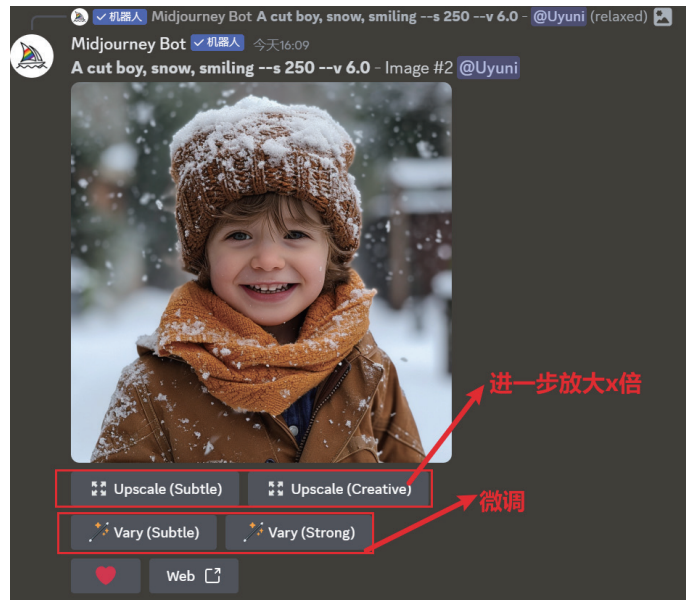 ✓机器人 Midjourney Bot A cut boy, snow, smiling --s 250 --v 6.0 - @Uyuni (relaxed)
Midjourney Bot ✓机器人 今天16:09
A cut boy, snow, smiling --s 250 --v 6.0 - Image #2 @Uyuni
进一步放大x倍
Upscale (Subtle) Upscale (Creative)
微调
Vary (Subtle) Vary (Strong)
Web